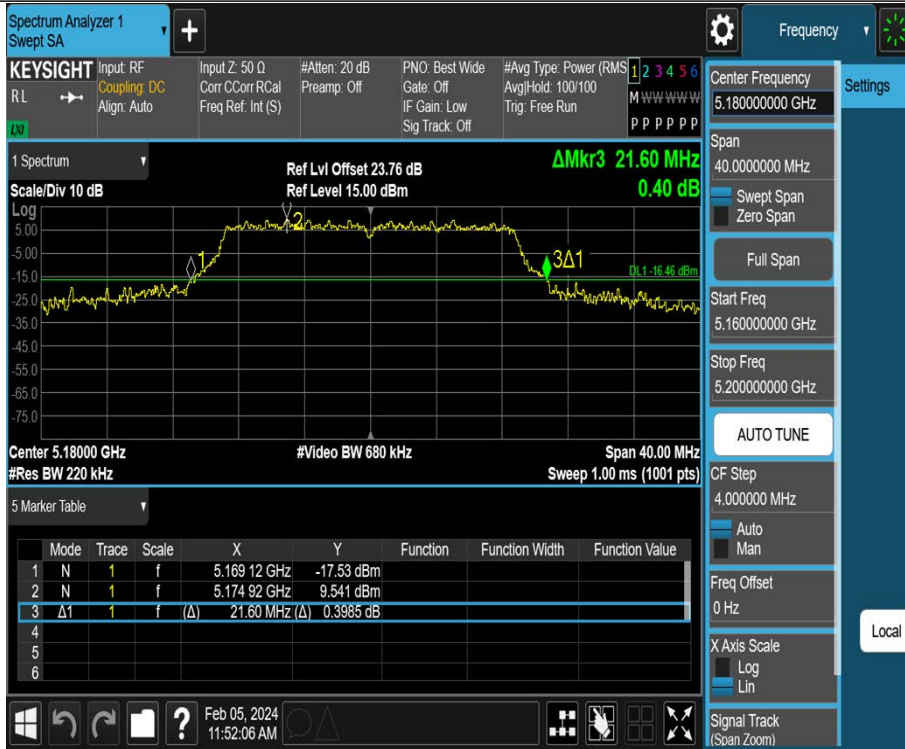 Spectrum Analyzer 1
Swept SA
+
Frequency
KEYSIGHT
RL
LXI
Input: RF
Coupling: DC
Align: Auto
Input Z: 50 Ω
Corr CCorr RCal
Freq Ref: Int (S)
#Atten: 20 dB
Preamp: Off
PNO: Best Wide
Gate: Off
IF Gain: Low
Sig Track: Off
#Avg Type: Power (RMS
Avg|Hold: 100/100
Trig: Free Run
1 2 3 4 5 6
M W W W W W
P P P P P P
1 Spectrum
Scale/Div 10 dB
Ref Lvl Offset 23.76 dB
Ref Level 15.00 dBm
ΔMkr3 21.60 MHz
0.40 dB
Log
5.00
-5.00
-15.0
-25.0
-35.0
-45.0
-55.0
-65.0
-75.0
1
2
3Δ1
DL1 -16.46 dBm
Center 5.18000 GHz
#Video BW 680 kHz
Span 40.00 MHz
#Res BW 220 kHz
Sweep 1.00 ms (1001 pts)
5 Marker Table
Mode Trace Scale X Y Function Function Width Function Value
1 N 1 f 5.169 12 GHz -17.53 dBm
2 N 1 f 5.174 92 GHz 9.541 dBm
3 Δ1 1 f (Δ) 21.60 MHz (Δ) 0.3985 dB
4
5
6
?
Feb 05, 2024
11:52:06 AM
Center Frequency
5.180000000 GHz
Settings
Span
40.0000000 MHz
Swept Span
Zero Span
Full Span
Start Freq
5.160000000 GHz
Stop Freq
5.200000000 GHz
AUTO TUNE
CF Step
4.000000 MHz
Auto
Man
Freq Offset
0 Hz
Local
X Axis Scale
Log
Lin
Signal Track
(Span Zoom)